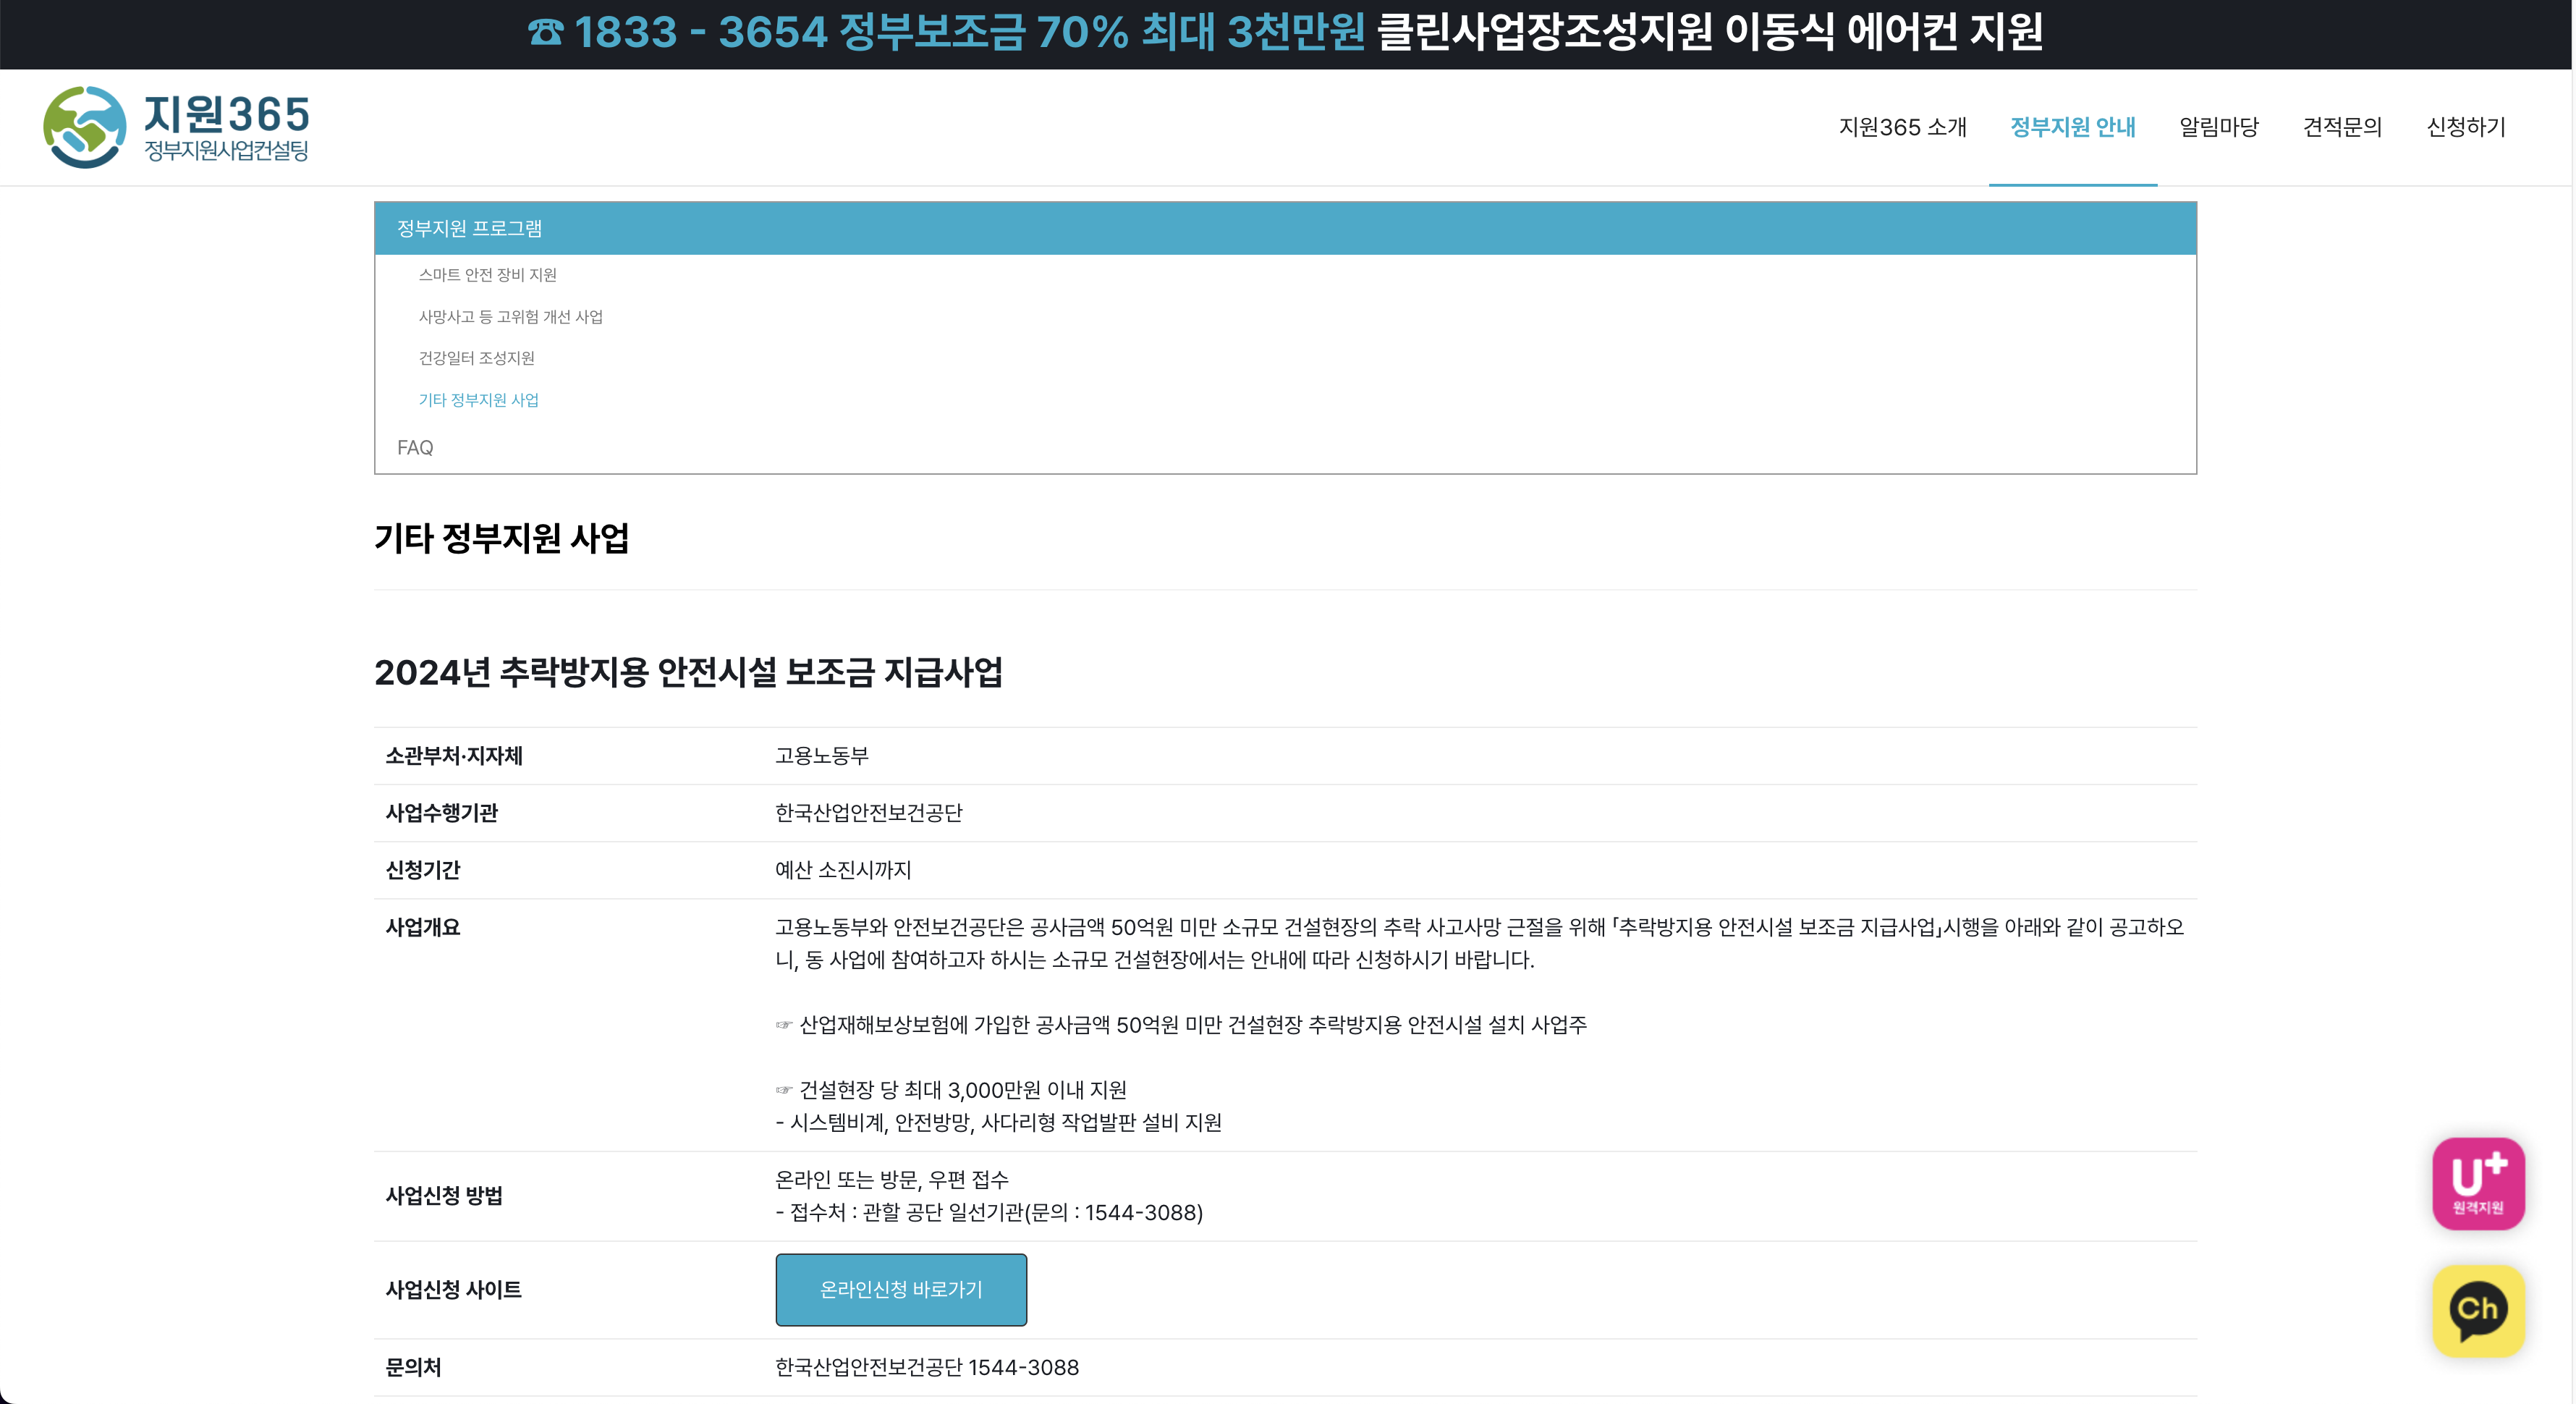 ☎ 1833 - 3654 정부보조금 70% 최대 3천만원 클린사업장조성지원 이동식 에어컨 지원
지원365
정부지원사업컨설팅
지원365 소개 정부지원 안내 알림마당 견적문의 신청하기
정부지원 프로그램
스마트 안전 장비 지원
사망사고 등 고위험 개선 사업
건강일터 조성지원
기타 정부지원 사업
FAQ
기타 정부지원 사업
2024년 추락방지용 안전시설 보조금 지급사업
소관부처·지자체 고용노동부
사업수행기관 한국산업안전보건공단
신청기간 예산 소진시까지
사업개요 고용노동부와 안전보건공단은 공사금액 50억원 미만 소규모 건설현장의 추락 사고사망 근절을 위해 「추락방지용 안전시설 보조금 지급사업」시행을 아래와 같이 공고하오
니, 동 사업에 참여하고자 하시는 소규모 건설현장에서는 안내에 따라 신청하시기 바랍니다.
☞ 산업재해보상보험에 가입한 공사금액 50억원 미만 건설현장 추락방지용 안전시설 설치 사업주
☞ 건설현장 당 최대 3,000만원 이내 지원
- 시스템비계, 안전방망, 사다리형 작업발판 설비 지원
사업신청 방법 온라인 또는 방문, 우편 접수
- 접수처 : 관할 공단 일선기관(문의 : 1544-3088)
사업신청 사이트 온라인신청 바로가기
문의처 한국산업안전보건공단 1544-3088
U+
원격지원
Ch